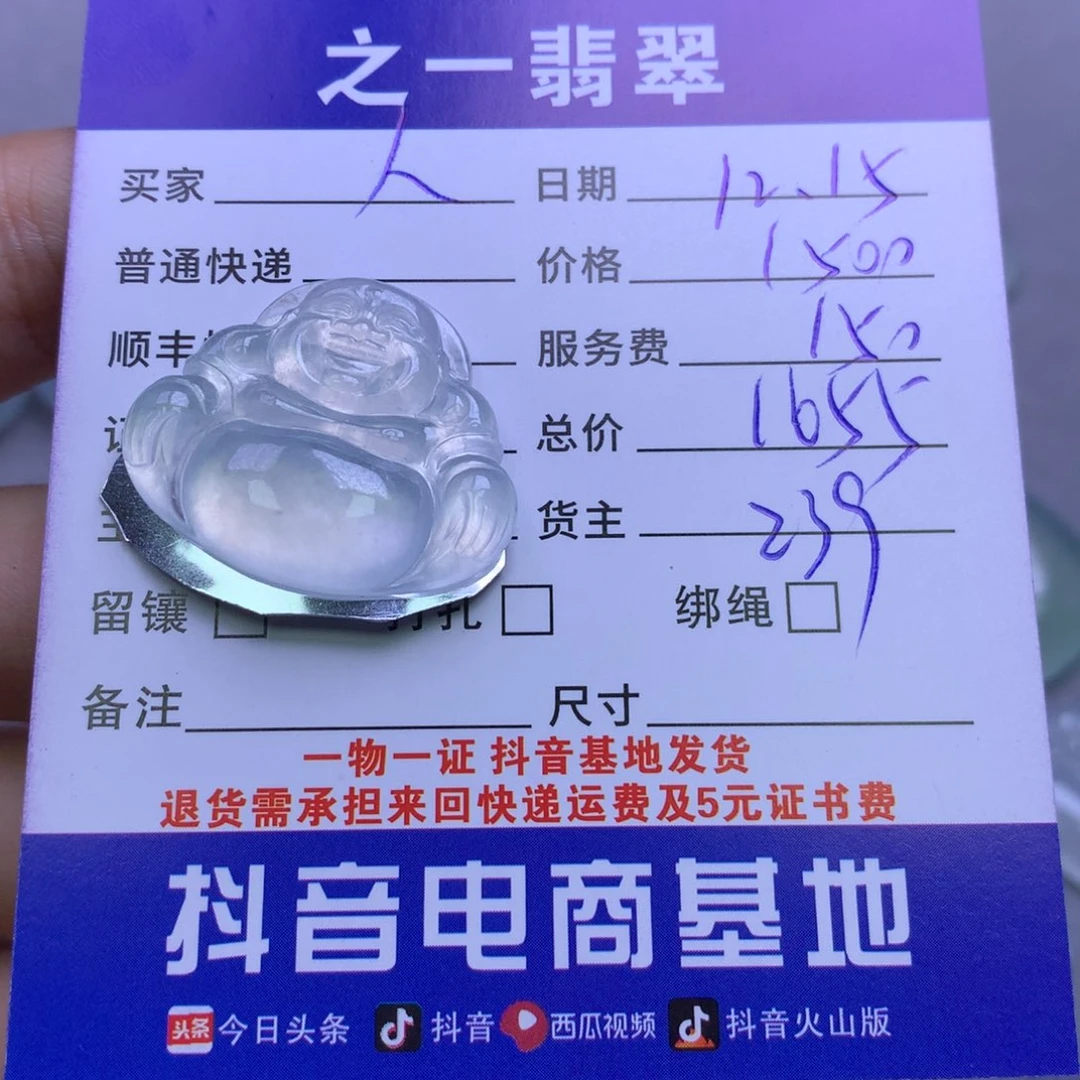 之一翡翠
买家 人 日期 12.15
普通快递 价格 1500
顺丰 服务费 150
总价 1655
货主 239
留镶 打孔 绑绳
备注 尺寸
一物一证 抖音基地发货
退货需承担来回快递运费及5元证书费
抖音电商基地
头条 今日头条 抖音 西瓜视频 抖音火山版